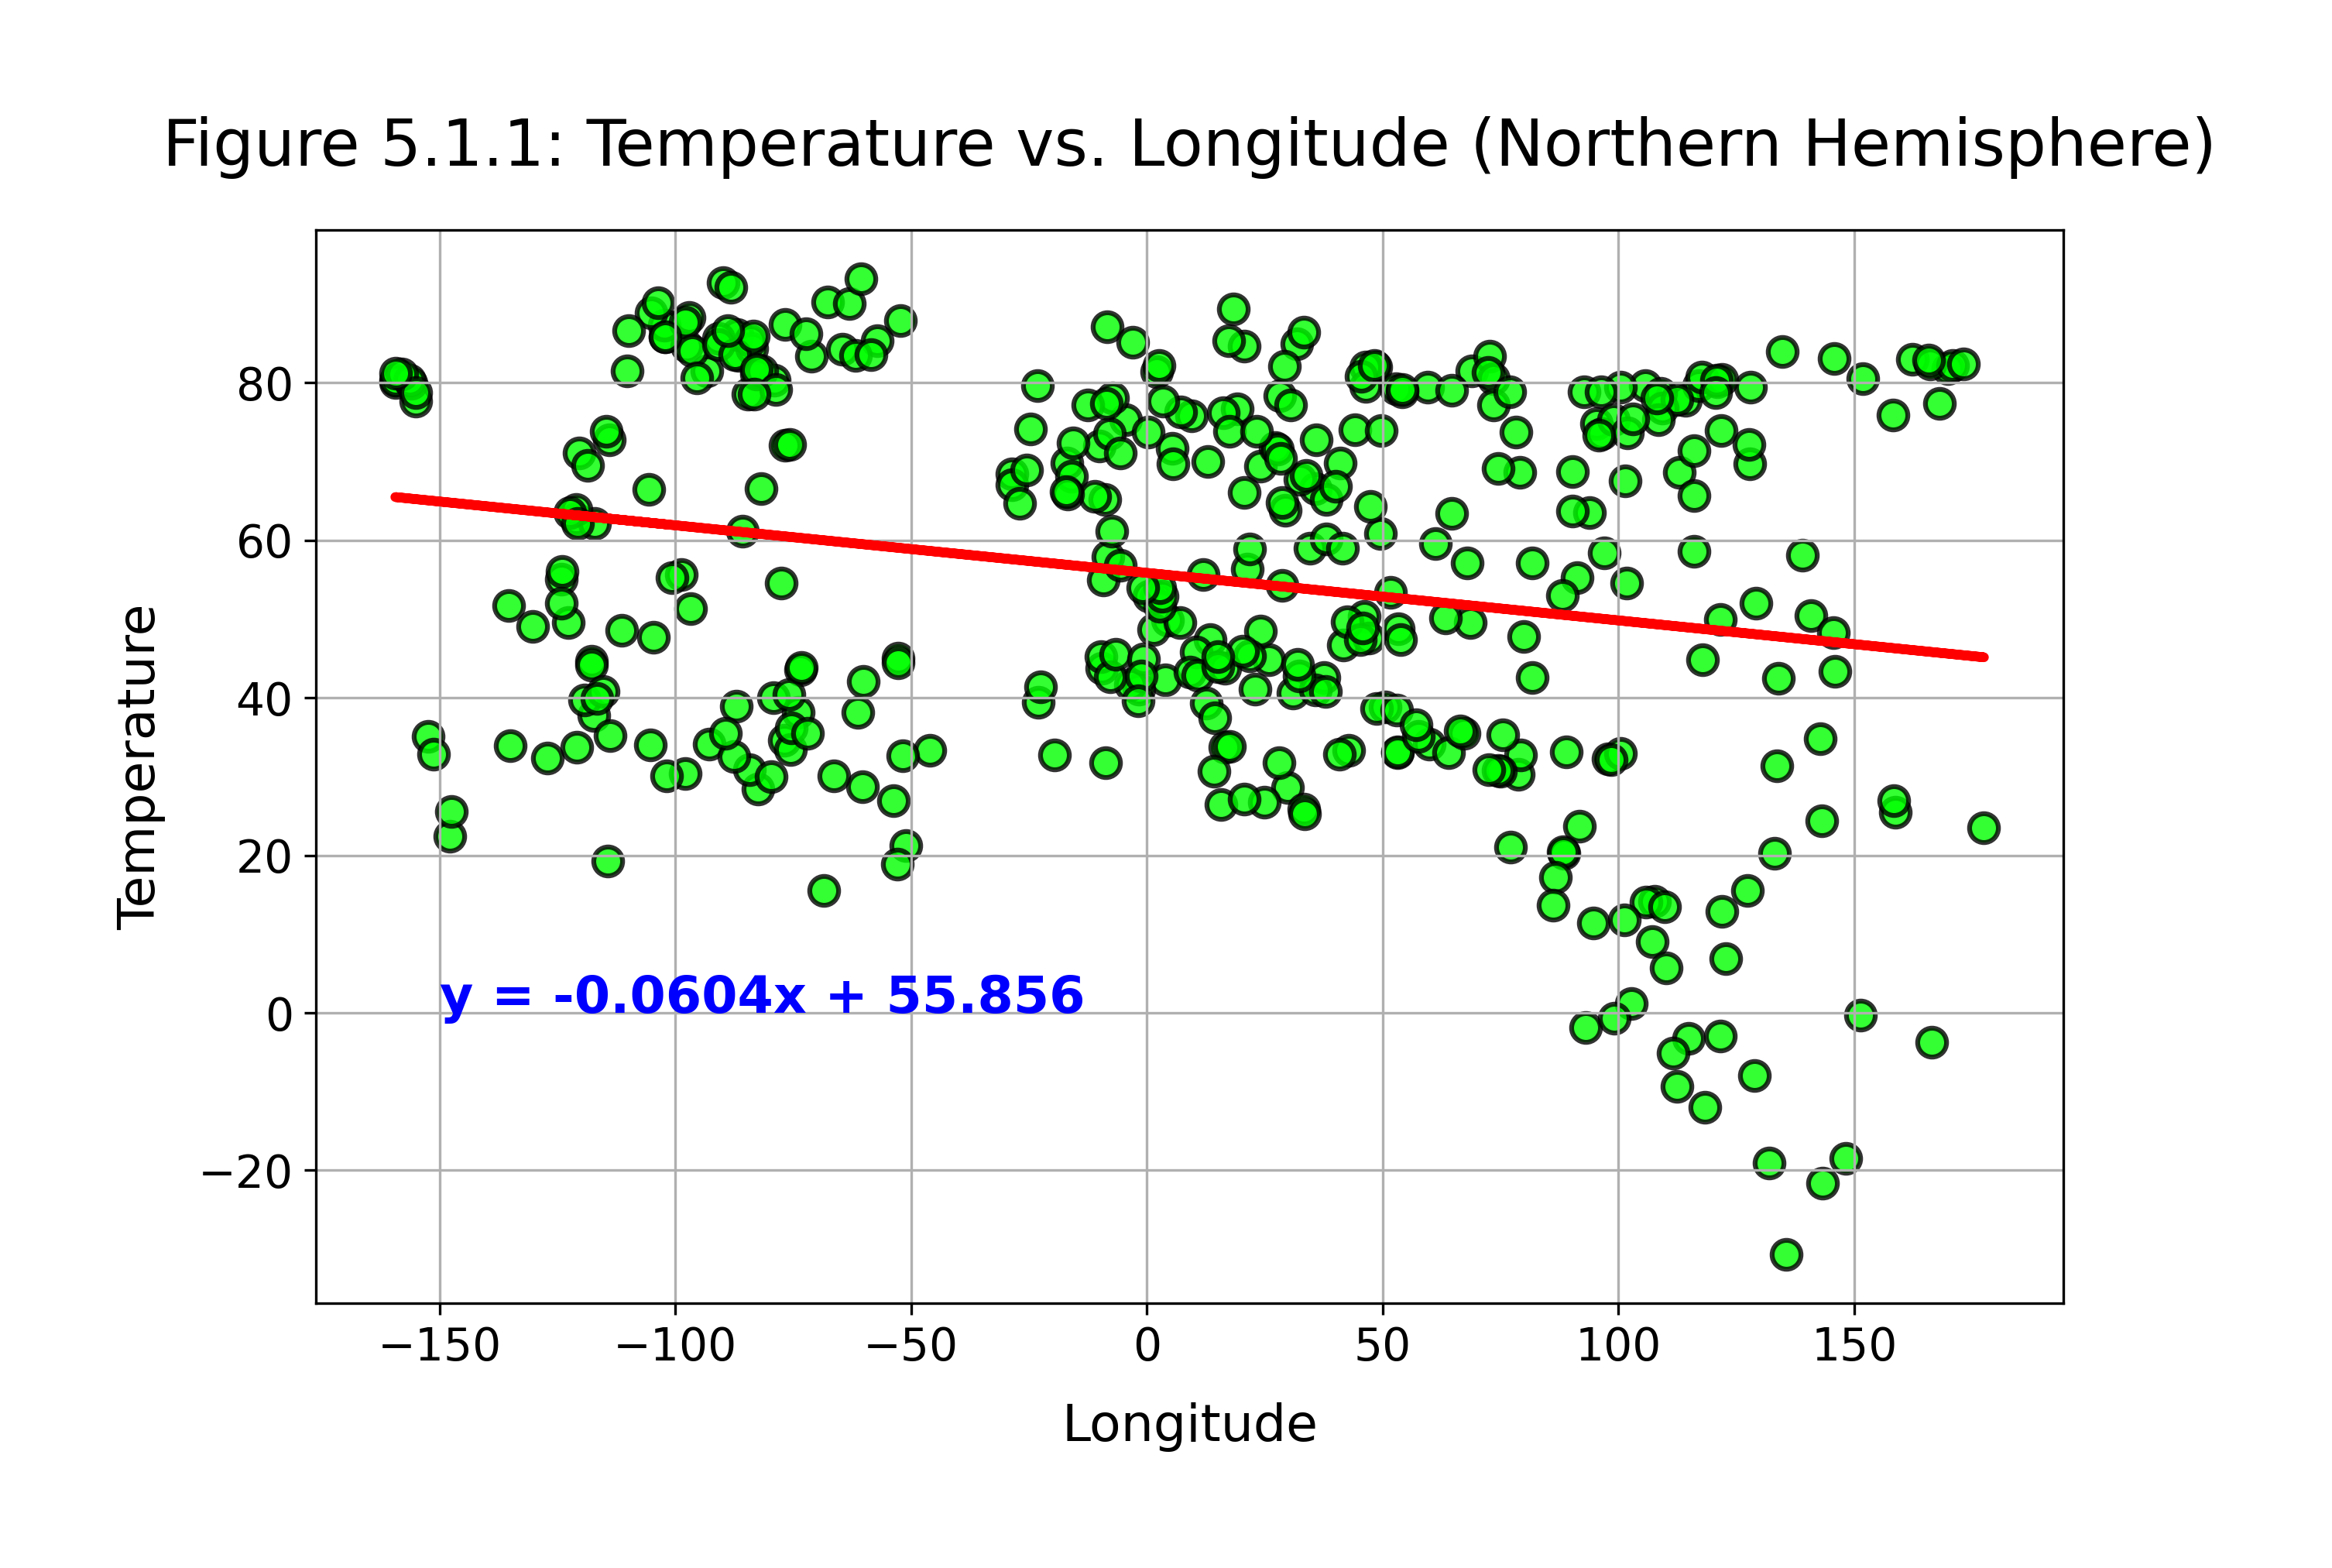 Figure 5.1.1: Temperature vs. Longitude (Northern Hemisphere)
Temperature
80
60
40
20
0
−20
y = -0.0604x + 55.856
−150 −100 −50 0 50 100 150
Longitude